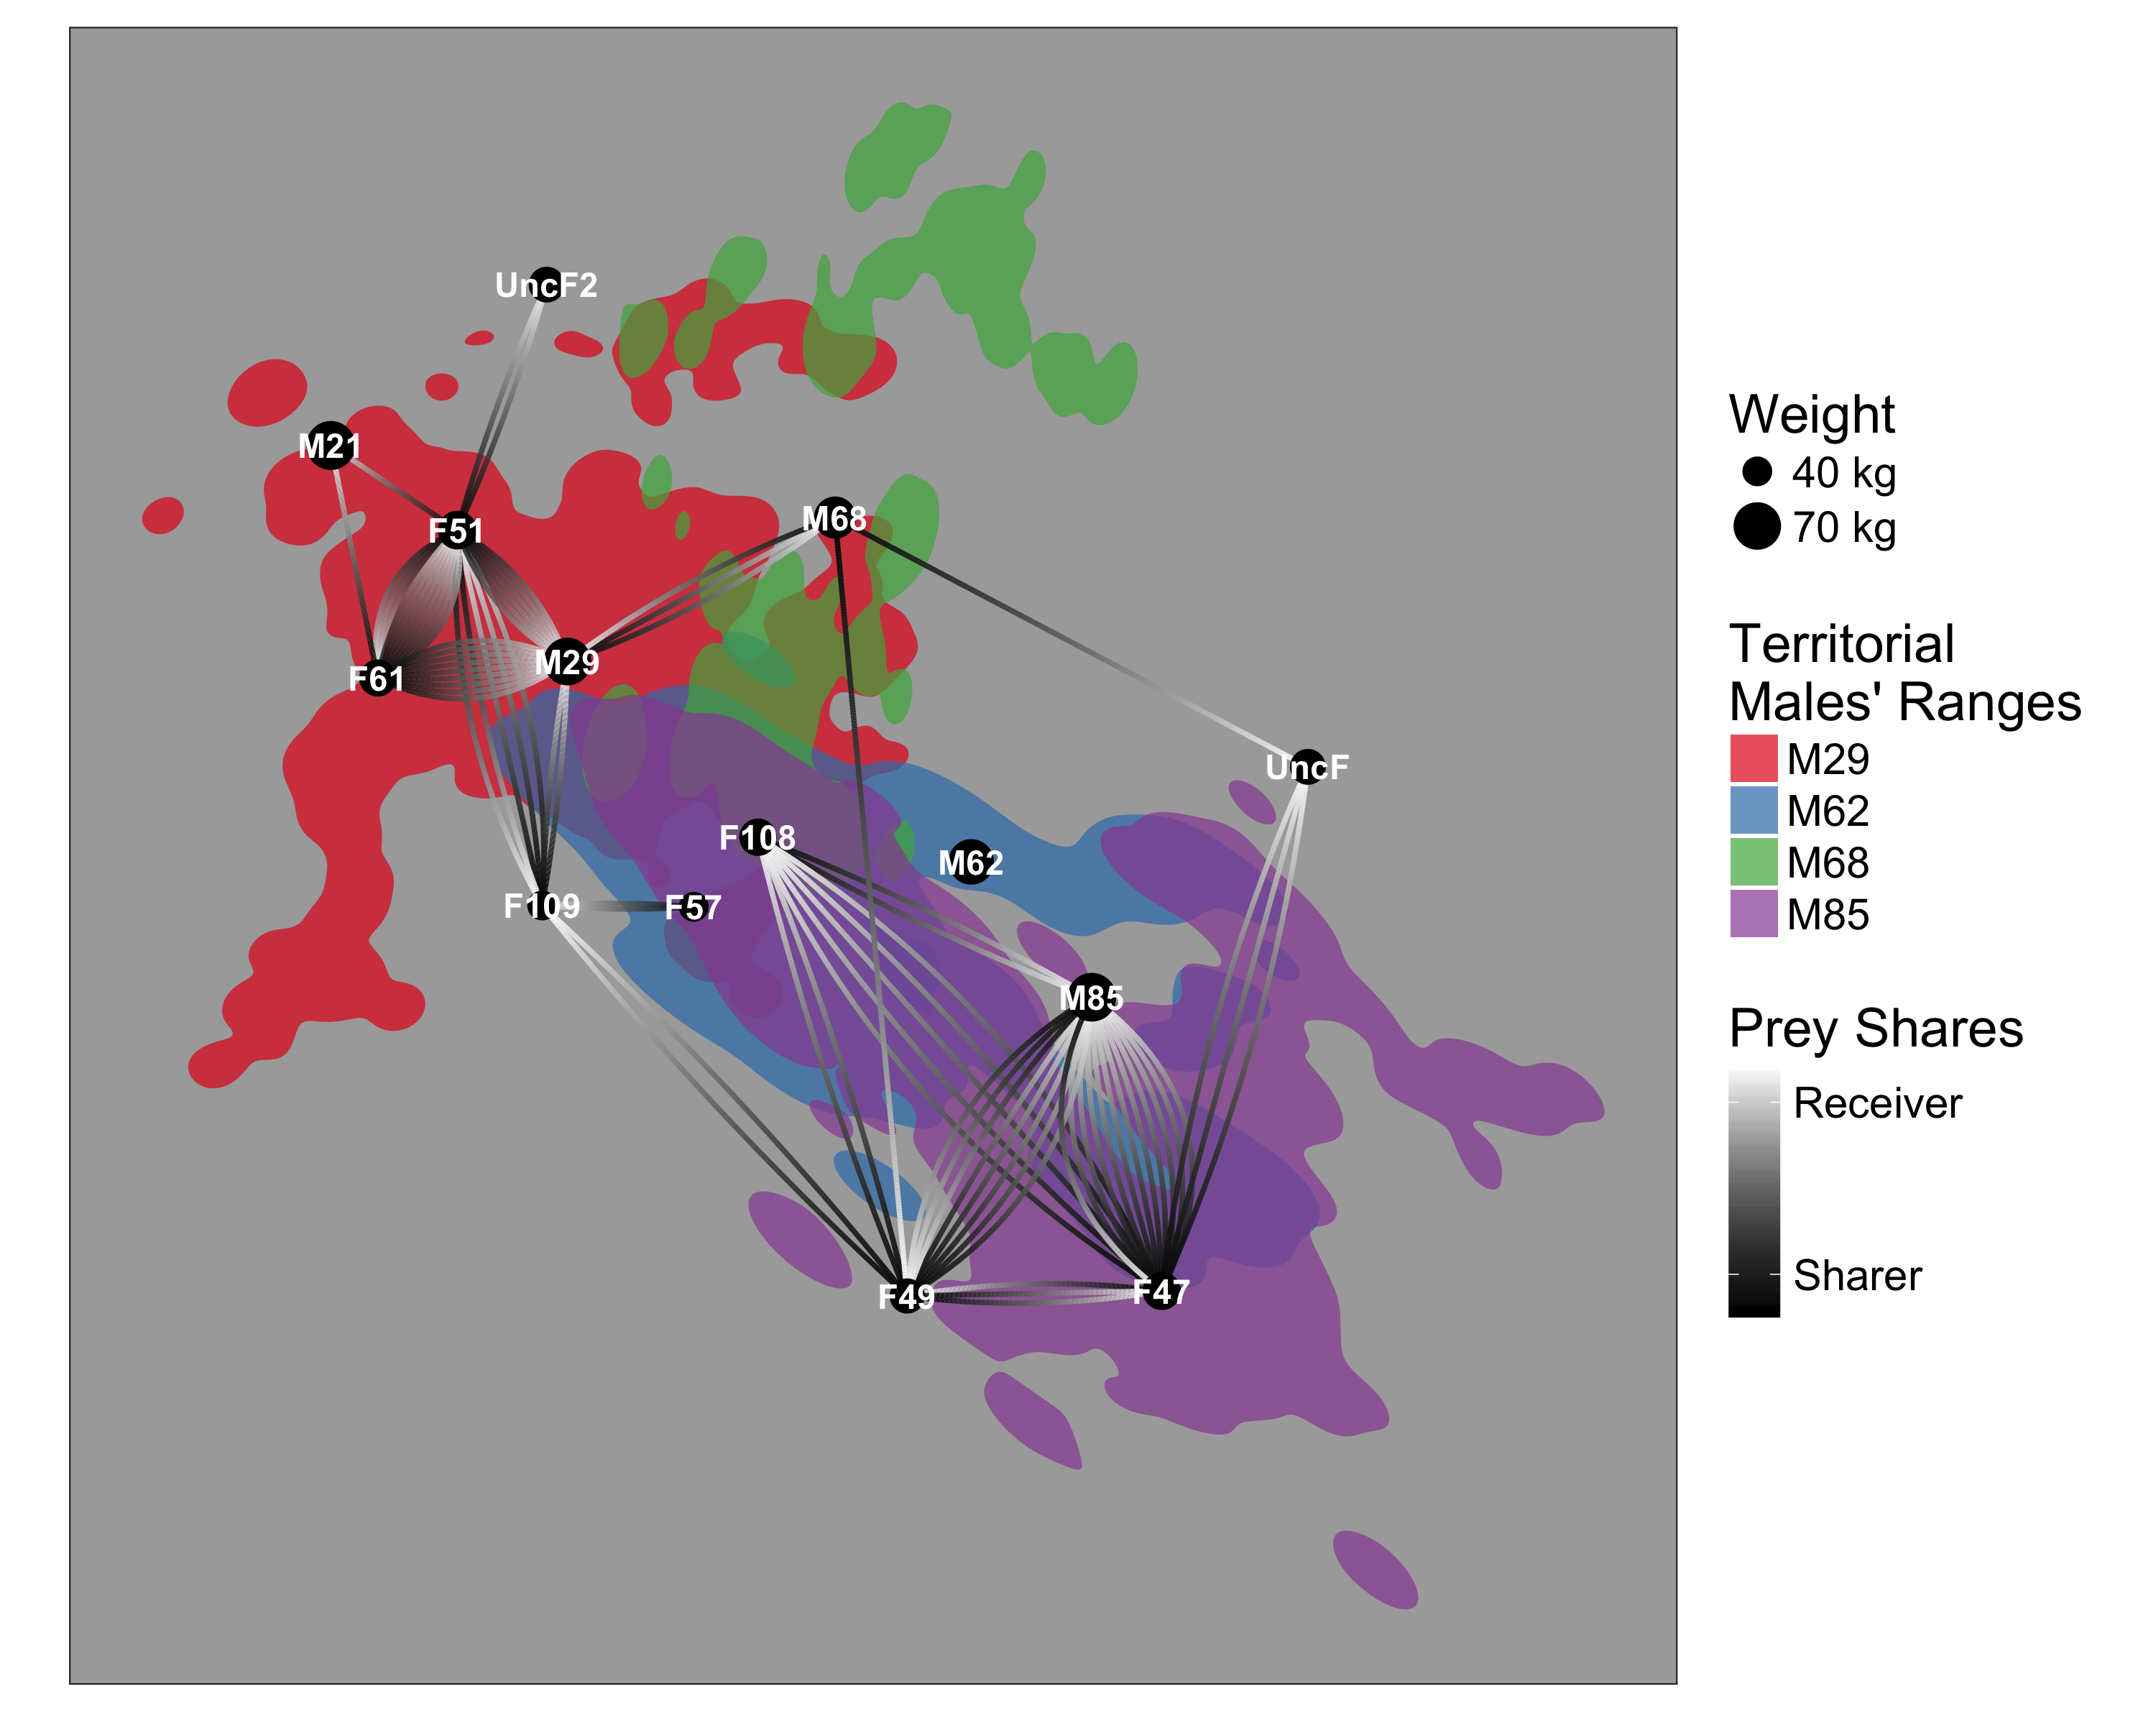 UncF2
M21
F51
M68
M29
F61
UncF
F108
M62
F109
F57
M85
F49
F47
Weight
40 kg
70 kg
Territorial
Males' Ranges
M29
M62
M68
M85
Prey Shares
Receiver
Sharer